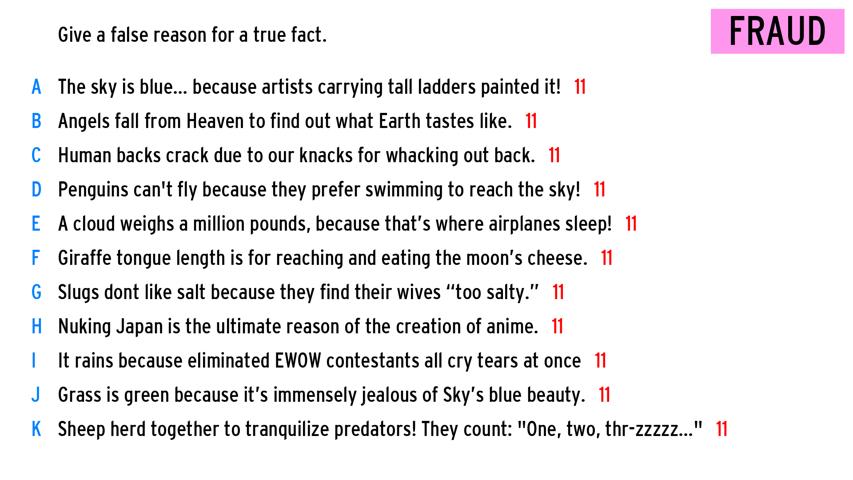 Give a false reason for a true fact.
FRAUD
A The sky is blue... because artists carrying tall ladders painted it! 11
B Angels fall from Heaven to find out what Earth tastes like. 11
C Human backs crack due to our knacks for whacking out back. 11
D Penguins can't fly because they prefer swimming to reach the sky! 11
E A cloud weighs a million pounds, because that’s where airplanes sleep! 11
F Giraffe tongue length is for reaching and eating the moon’s cheese. 11
G Slugs dont like salt because they find their wives “too salty.” 11
H Nuking Japan is the ultimate reason of the creation of anime. 11
I It rains because eliminated EWOW contestants all cry tears at once 11
J Grass is green because it’s immensely jealous of Sky’s blue beauty. 11
K Sheep herd together to tranquilize predators! They count: "One, two, thr-zzzzz..." 11